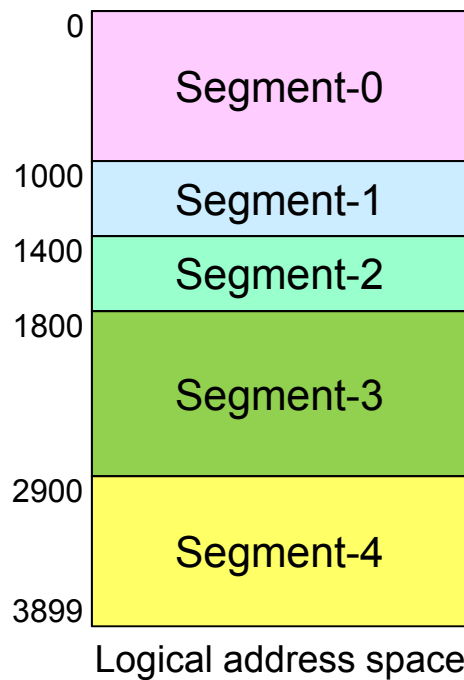 0
Segment-0
1000
Segment-1
1400
Segment-2
1800
Segment-3
2900
Segment-4
3899
Logical address space